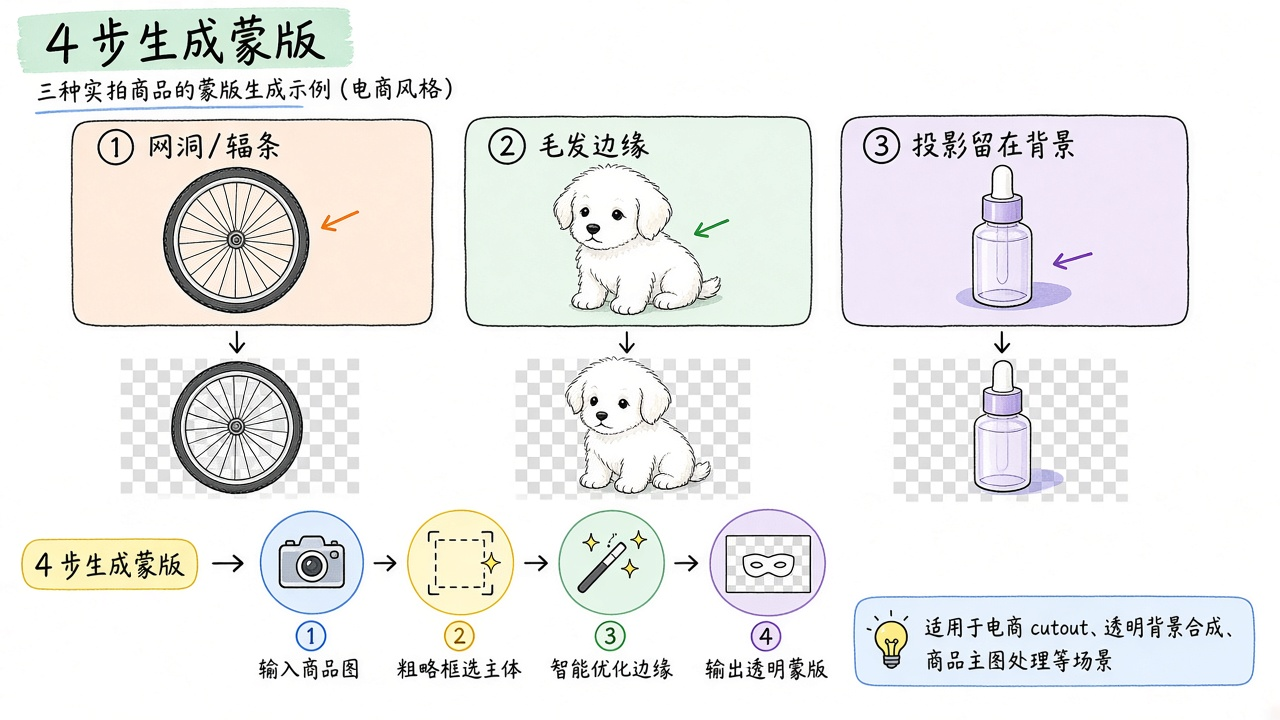 4 步生成蒙版
三种实拍商品的蒙版生成示例 (电商风格)
① 网洞/辐条
② 毛发边缘
③ 投影留在背景
4 步生成蒙版
1
输入商品图
2
粗略框选主体
3
智能优化边缘
4
输出透明蒙版
适用于电商 cutout、透明背景合成、
商品主图处理等场景